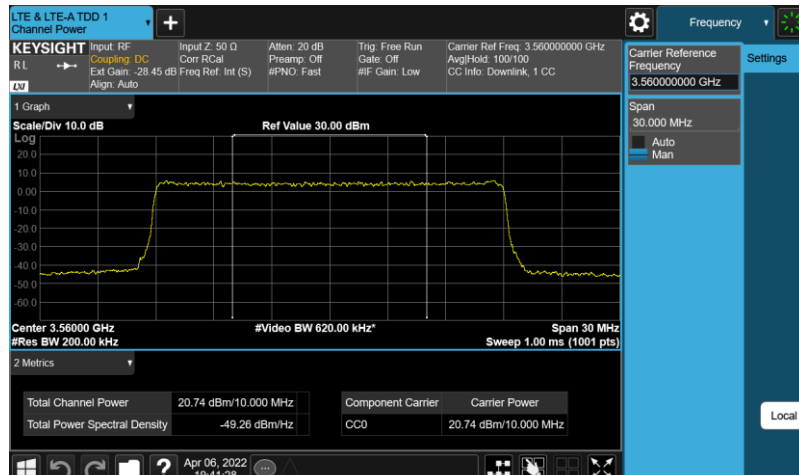 LTE & LTE-A TDD 1
Channel Power
Frequency
KEYSIGHT
R L
LXI
Input: RF
Coupling: DC
Ext Gain: -28.45 dB
Align: Auto
Input Z: 50 Ω
Corr RCal
Freq Ref: Int (S)
Atten: 20 dB
Preamp: Off
#PNO: Fast
Trig: Free Run
Gate: Off
#IF Gain: Low
Carrier Ref Freq: 3.560000000 GHz
Avg|Hold: 100/100
CC Info: Downlink, 1 CC
Carrier Reference
Frequency
3.560000000 GHz
Settings
Span
30.000 MHz
Auto
Man
1 Graph
Scale/Div 10.0 dB
Ref Value 30.00 dBm
Log
20.0
10.0
0.00
-10.0
-20.0
-30.0
-40.0
-50.0
-60.0
Center 3.56000 GHz
#Video BW 620.00 kHz*
Span 30 MHz
#Res BW 200.00 kHz
Sweep 1.00 ms (1001 pts)
2 Metrics
Total Channel Power 20.74 dBm/10.000 MHz
Total Power Spectral Density -49.26 dBm/Hz
Component Carrier Carrier Power
CC0 20.74 dBm/10.000 MHz
Local
?
Apr 06, 2022